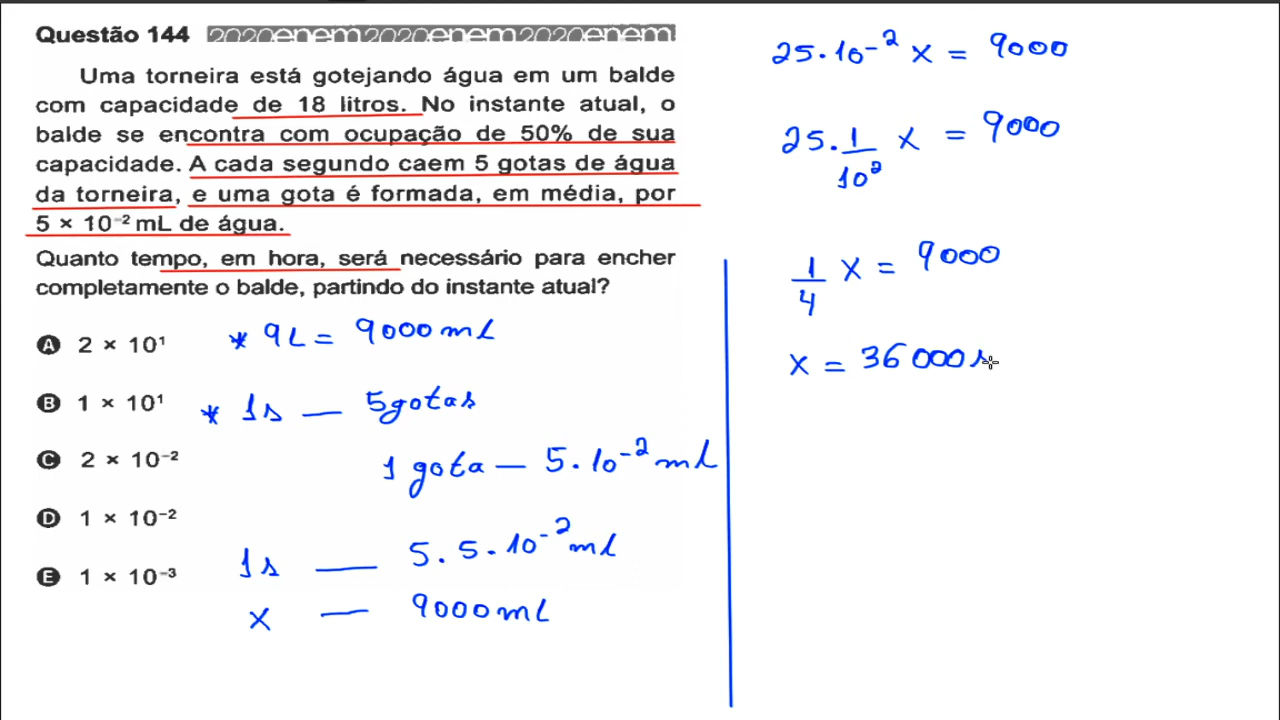 Questão 144 2020enem2020enem2020enem
Uma torneira está gotejando água em um balde
com capacidade de 18 litros. No instante atual, o
balde se encontra com ocupação de 50% de sua
capacidade. A cada segundo caem 5 gotas de água
da torneira, e uma gota é formada, em média, por
5 × 10⁻² mL de água.
Quanto tempo, em hora, será necessário para encher
completamente o balde, partindo do instante atual?
A 2 × 10¹
B 1 × 10¹
C 2 × 10⁻²
D 1 × 10⁻²
E 1 × 10⁻³
* 9L = 9000 ml
* 1s — 5gotas
1 gota — 5.10⁻² ml
1s — 5.5.10⁻² ml
x — 9000 ml
25.10⁻² x = 9000
25.1/10² x = 9000
1/4 x = 9000
x = 36000 s